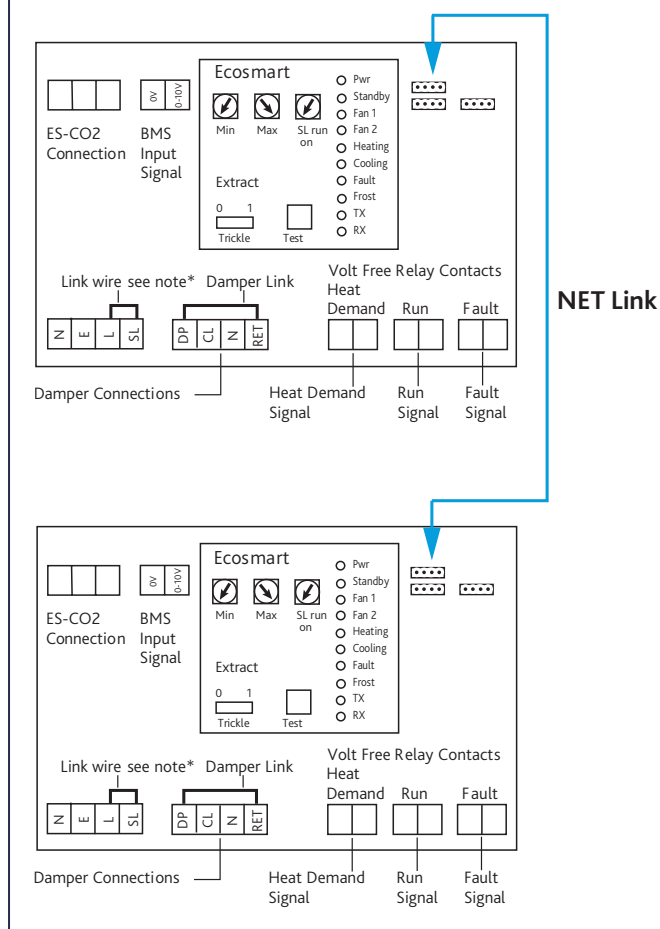 Ecosmart
Pwr
Standby
Fan 1
Fan 2
Heating
Cooling
Fault
Frost
TX
RX
0V
0-10V
ES-CO2
Connection
BMS
Input
Signal
Min
Max
SL run
on
Extract
0 1
Trickle
Test
Link wire see note*
Damper Link
Volt Free Relay Contacts
Heat
Demand
Run
Fault
N E L SL
DP CL N RET
Damper Connections
Heat Demand
Signal
Run
Signal
Fault
Signal
NET Link
Ecosmart
Pwr
Standby
Fan 1
Fan 2
Heating
Cooling
Fault
Frost
TX
RX
0V
0-10V
ES-CO2
Connection
BMS
Input
Signal
Min
Max
SL run
on
Extract
0 1
Trickle
Test
Link wire see note*
Damper Link
Volt Free Relay Contacts
Heat
Demand
Run
Fault
N E L SL
DP CL N RET
Damper Connections
Heat Demand
Signal
Run
Signal
Fault
Signal